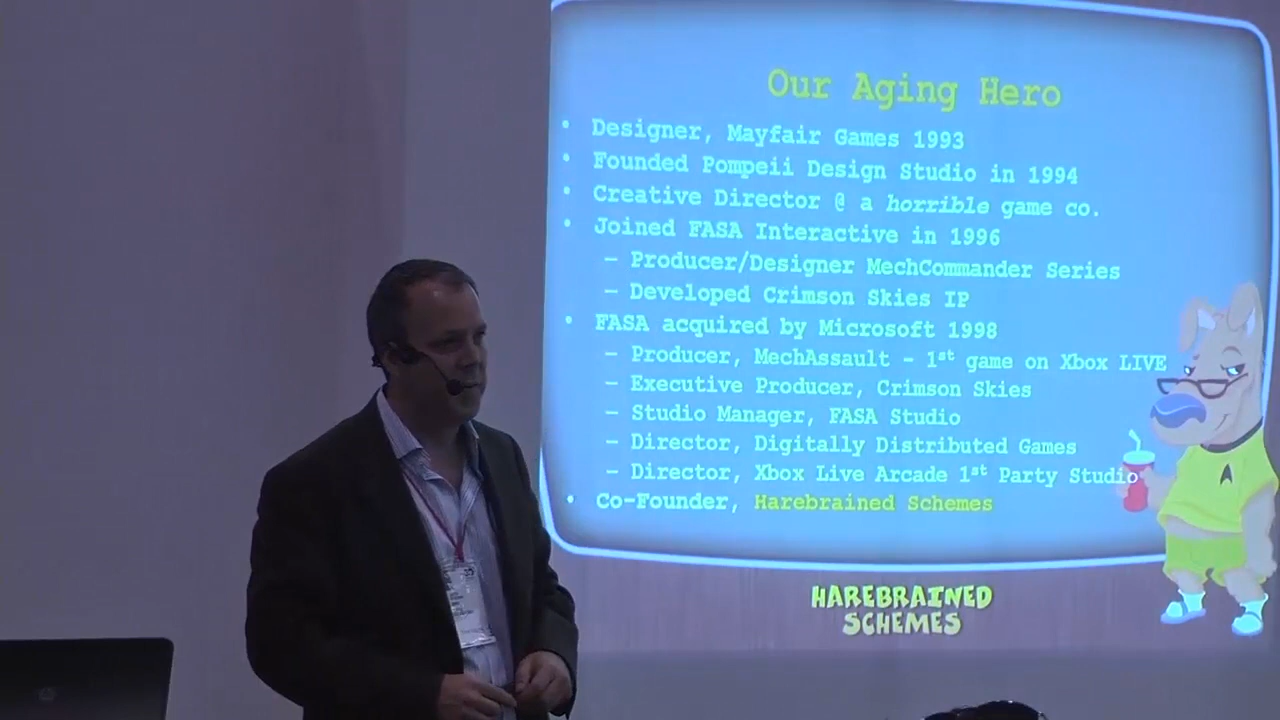 Our Aging Hero
• Designer, Mayfair Games 1993
• Founded Pompeii Design Studio in 1994
• Creative Director @ a horrible game co.
• Joined FASA Interactive in 1996
– Producer/Designer MechCommander Series
– Developed Crimson Skies IP
• FASA acquired by Microsoft 1998
– Producer, MechAssault - 1st game on Xbox LIVE
– Executive Producer, Crimson Skies
– Studio Manager, FASA Studio
– Director, Digitally Distributed Games
– Director, Xbox Live Arcade 1st Party Studio
• Co-Founder, Harebrained Schemes
HAREBRAINED
SCHEMES